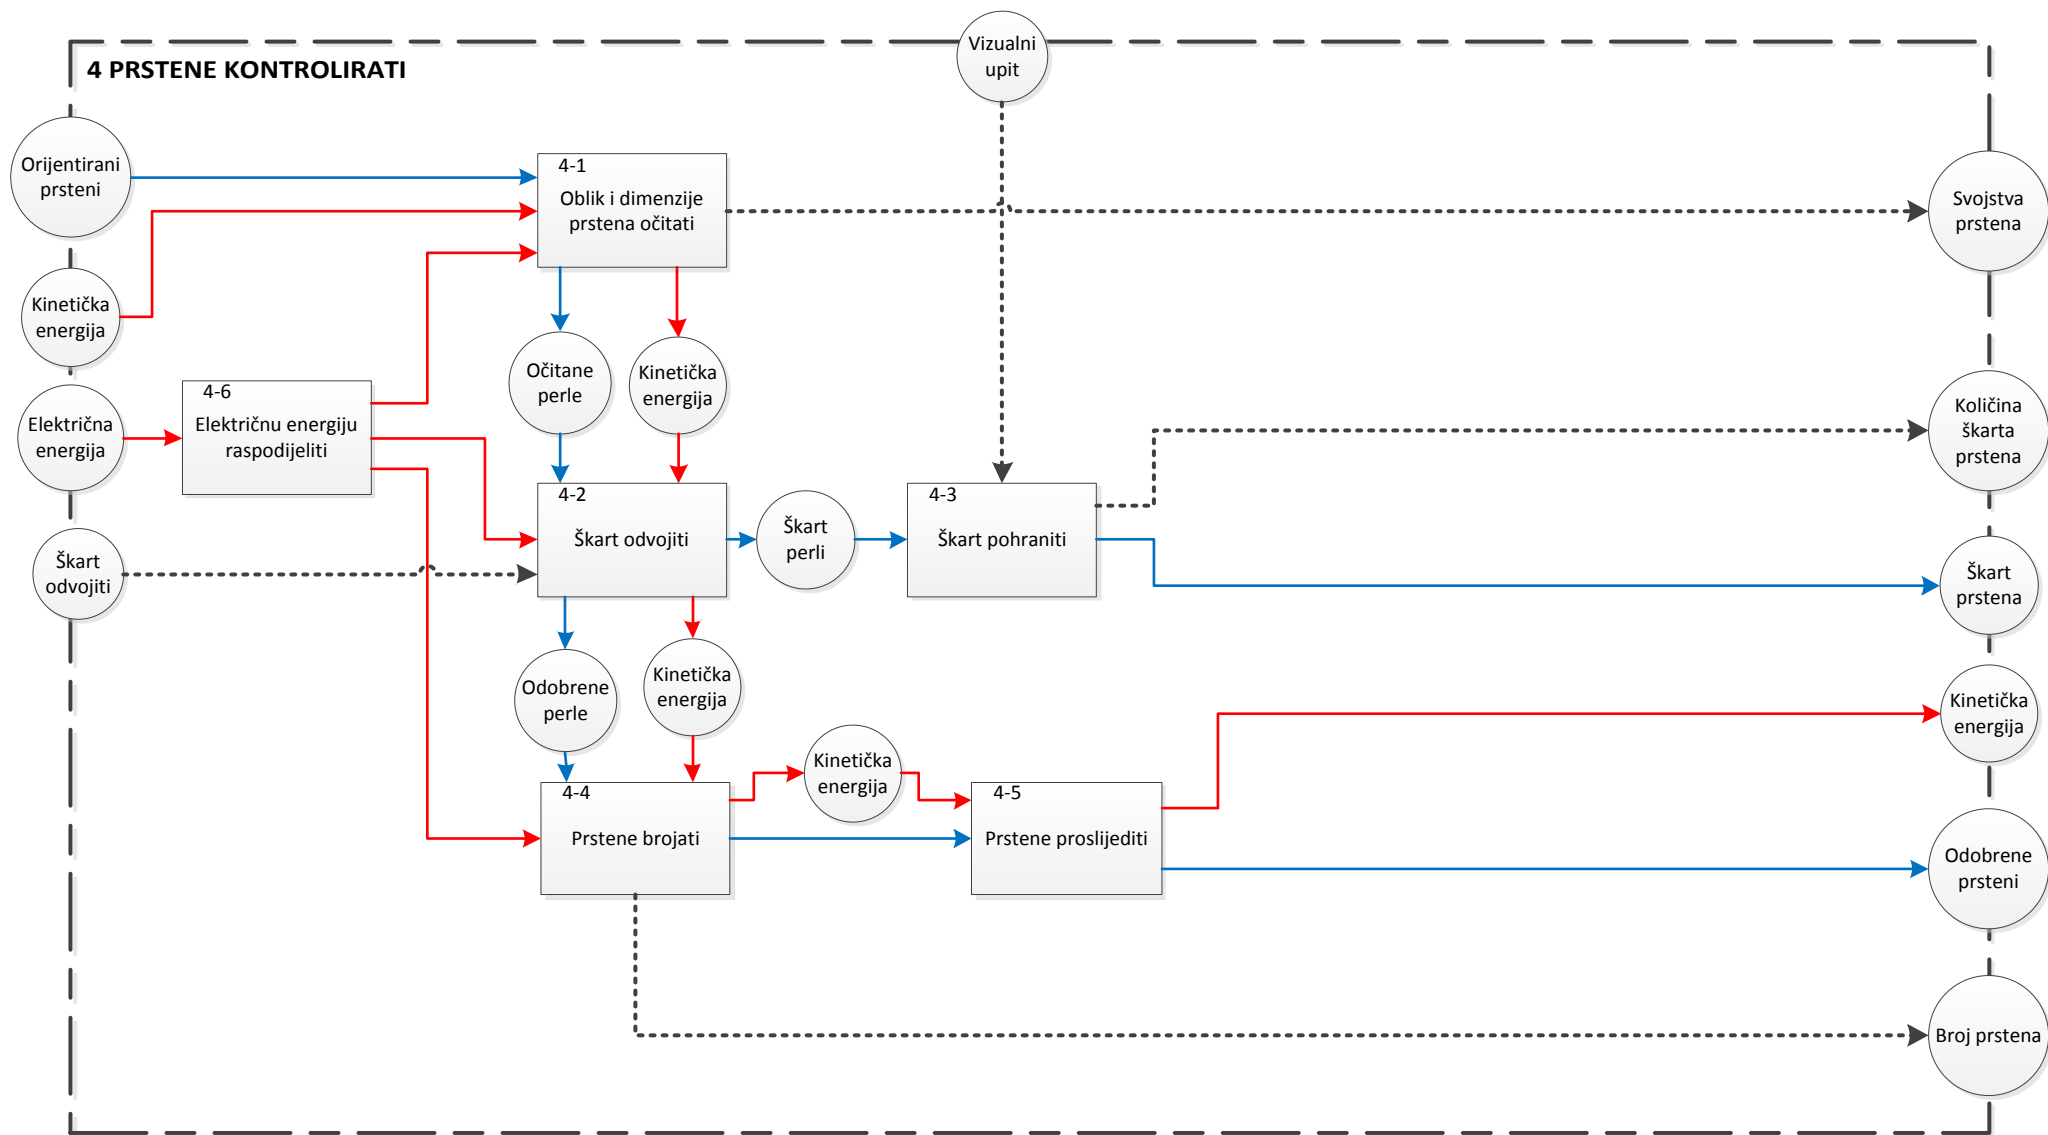 Vizualni
upit
4 PRSTENE KONTROLIRATI
Orijentirani
prsteni
4-1
Oblik i dimenzije
prstena očitati
Svojstva
prstena
Kinetička
energija
Očitane
perle
Kinetička
energija
4-6
Električnu energiju
raspodijeliti
Električna
energija
Količina
škarta
prstena
4-2
Škart odvojiti
Škart
perli
4-3
Škart pohraniti
Škart
odvojiti
Škart
prstena
Odobrene
perle
Kinetička
energija
Kinetička
energija
Kinetička
energija
4-4
Prstene brojati
4-5
Prstene proslijediti
Odobrene
prsteni
Broj prstena